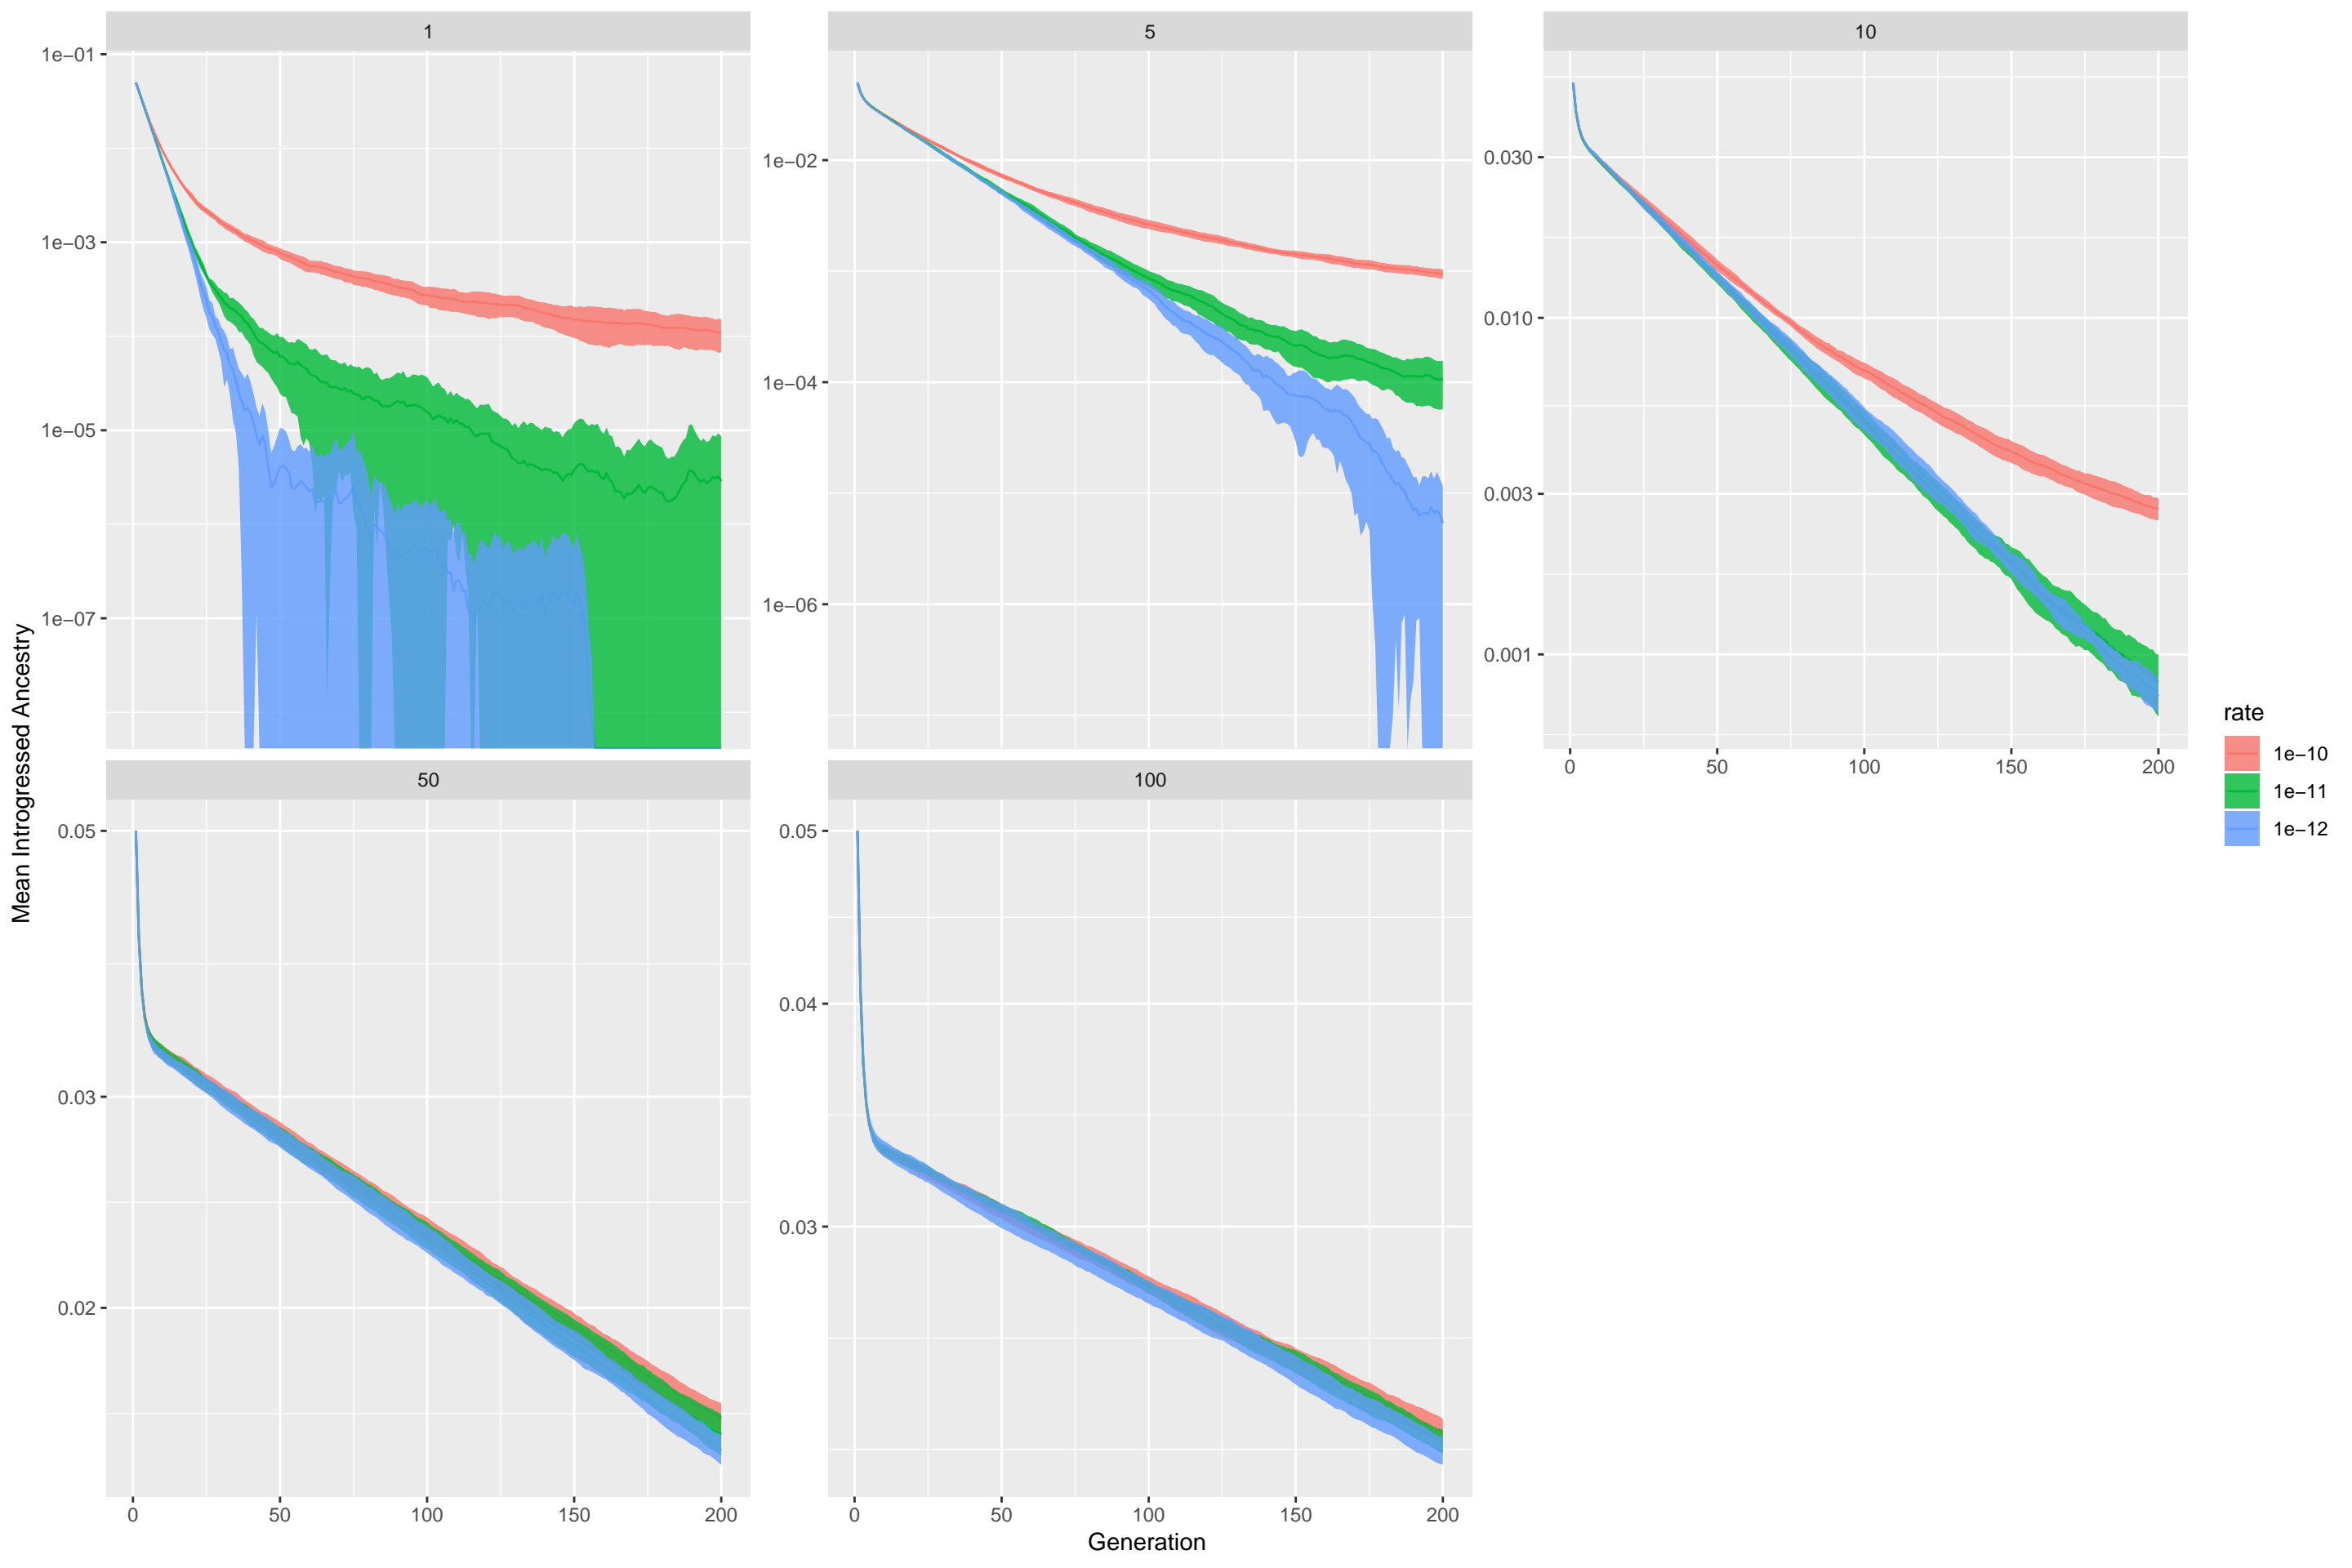 1
5
10
1e−01
1e−03
1e−05
1e−07
1e−02
1e−04
1e−06
0.030
0.010
0.003
0.001
0 50 100 150 200
Mean Introgressed Ancestry
rate
1e−10
1e−11
1e−12
50
100
0.05
0.03
0.02
0.05
0.04
0.03
0 50 100 150 200
0 50 100 150 200
Generation